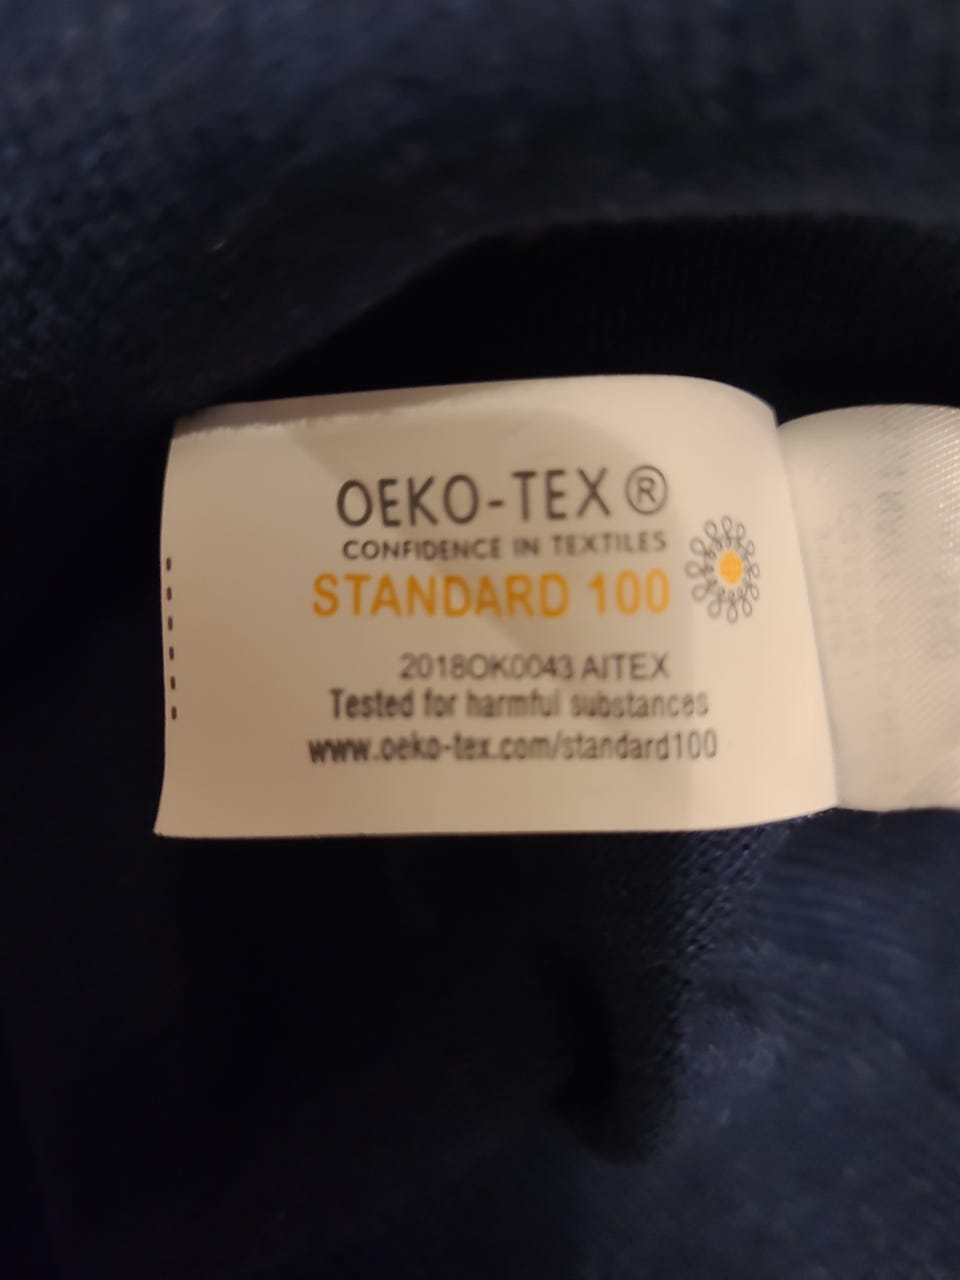 OEKO-TEX®
CONFIDENCE IN TEXTILES
STANDARD 100
2018OK0043 AITEX
Tested for harmful substances
www.oeko-tex.com/standard100